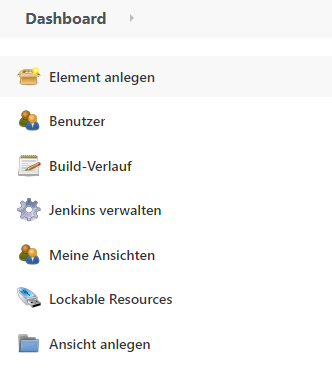 Dashboard
Element anlegen
Benutzer
Build-Verlauf
Jenkins verwalten
Meine Ansichten
Lockable Resources
Ansicht anlegen